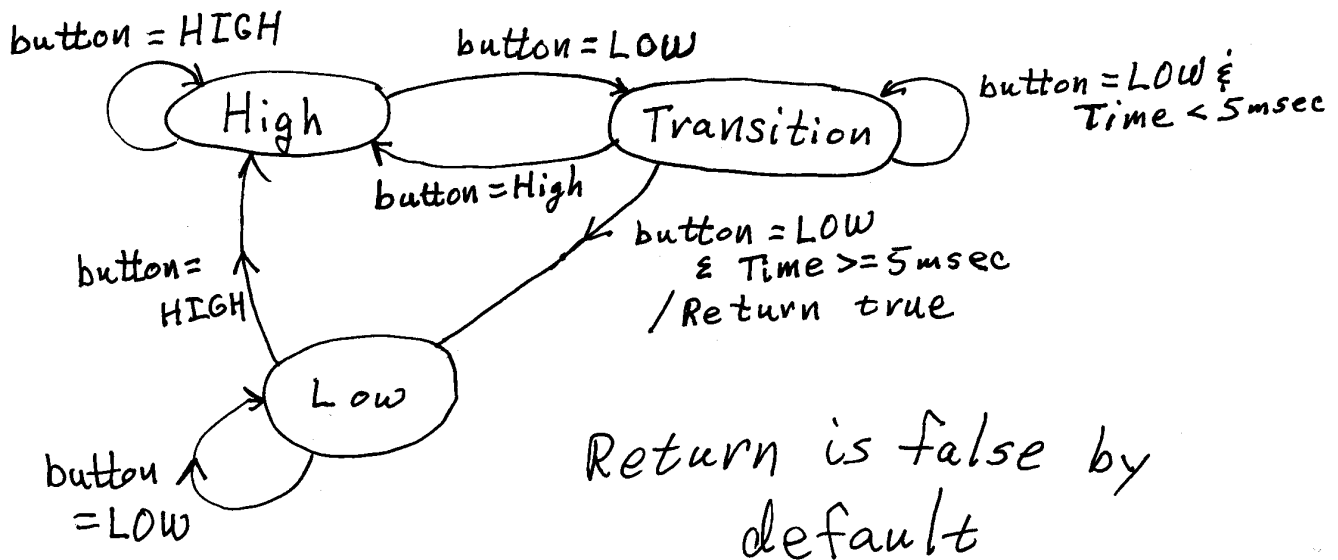 button = HIGH
button = LOW
High
Transition
button = LOW &
Time < 5msec
button = High
button = LOW
& Time >= 5msec
/Return true
button =
HIGH
Low
button
= LOW
Return is false by
default